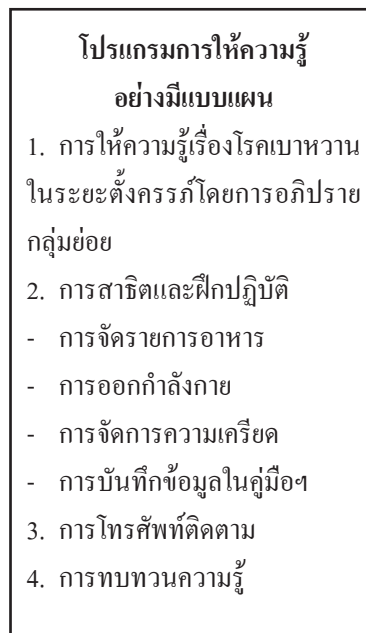 โปรแกรมการให้ความรู้
อย่างมีแบบแผน
1. การให้ความรู้เรื่องโรคเบาหวาน
ในระยะตั้งครรภ์โดยการอภิปราย
กลุ่มย่อย
2. การสาธิตและฝึกปฏิบัติ
- การจัดรายการอาหาร
- การออกกำลังกาย
- การจัดการความเครียด
- การบันทึกข้อมูลในคู่มือฯ
3. การโทรศัพท์ติดตาม
4. การทบทวนความรู้